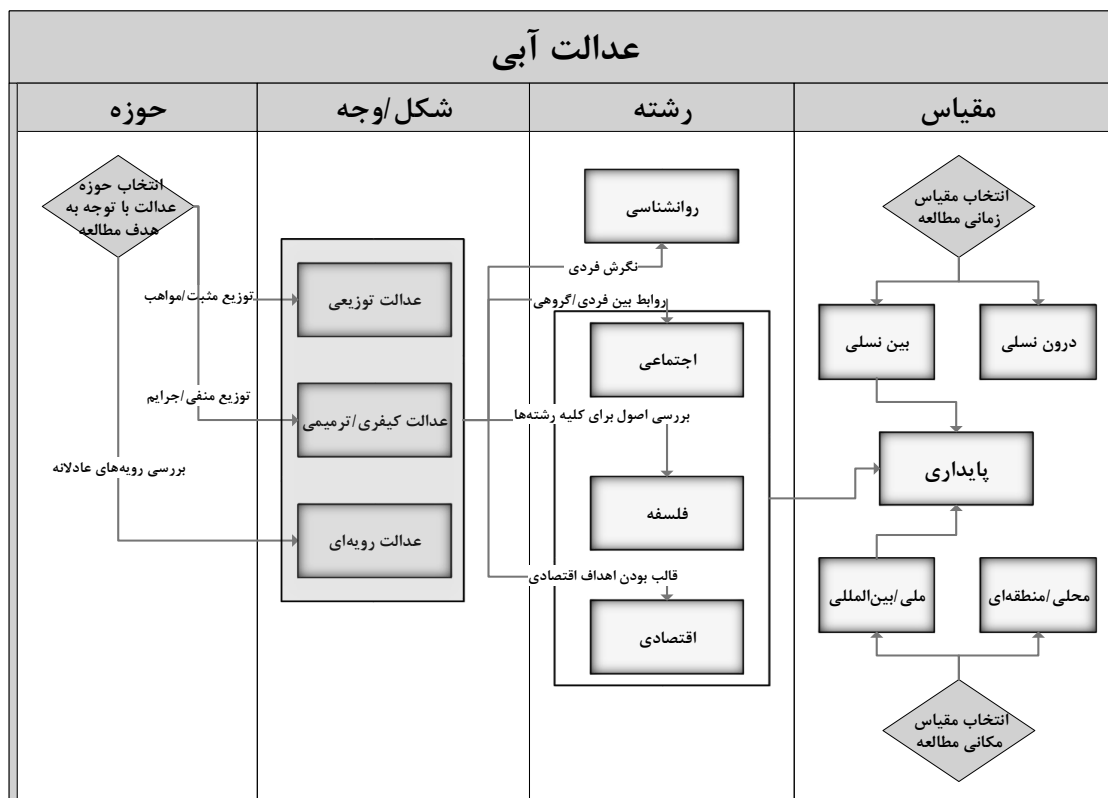 عدالت آبی
حوزه
شکل/وجه
رشته
مقیاس
انتخاب حوزه
عدالت با توجه به
هدف مطالعه
توزیع مثبت/مواهب
توزیع منفی/جرایم
بررسی رویه‌های عادلانه
عدالت توزیعی
عدالت کیفری/ترمیمی
عدالت رویه‌ای
نگرش فردی
روابط بین فردی/گروهی
بررسی اصول برای کلیه رشته‌ها
قالب بودن اهداف اقتصادی
روانشناسی
اجتماعی
فلسفه
اقتصادی
انتخاب مقیاس
زمانی مطالعه
بین نسلی
درون نسلی
پایداری
ملی/بین‌المللی
محلی/منطقه‌ای
انتخاب مقیاس
مکانی مطالعه